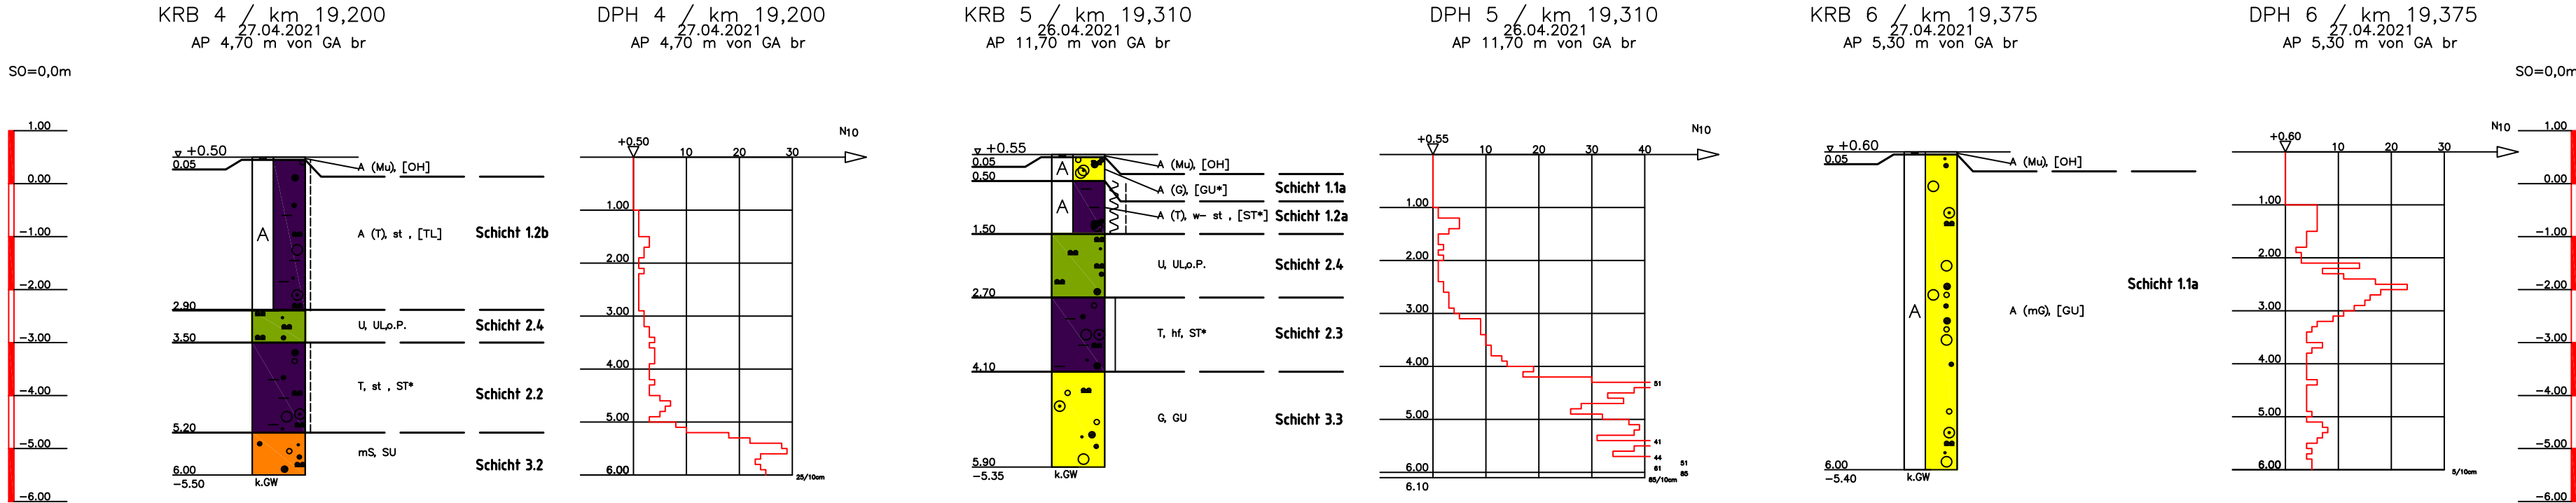 KRB 4 / km 19,200
27.04.2021
AP 4,70 m von GA br
DPH 4 / km 19,200
27.04.2021
AP 4,70 m von GA br
KRB 5 / km 19,310
26.04.2021
AP 11,70 m von GA br
DPH 5 / km 19,310
26.04.2021
AP 11,70 m von GA br
KRB 6 / km 19,375
27.04.2021
AP 5,30 m von GA br
DPH 6 / km 19,375
27.04.2021
AP 5,30 m von GA br
SO=0,0m
1.00
0.00
-1.00
-2.00
-3.00
-4.00
-5.00
-6.00
+0.50
0.05
A (Mu), [OH]
A
A (T), st , [TL]
Schicht 1.2b
2.90
U, UL,o.P.
Schicht 2.4
3.50
T, st , ST*
Schicht 2.2
5.20
mS, SU
Schicht 3.2
6.00
-5.50
k.GW
+0.50
10
20
30
N10
1.00
2.00
3.00
4.00
5.00
6.00
25/10cm
+0.55
0.05
A
A (Mu), [OH]
0.50
A (G), [GU*]
Schicht 1.1a
A
A (T), w- st , [ST*]
Schicht 1.2a
1.50
U, UL,o.P.
Schicht 2.4
2.70
T, hf, ST*
Schicht 2.3
4.10
G, GU
Schicht 3.3
5.90
-5.35
k.GW
+0.55
10
20
30
40
N10
1.00
2.00
3.00
4.00
51
5.00
41
44
51
61
85
6.00
85/10cm
6.10
+0.60
0.05
A (Mu), [OH]
Schicht 1.1a
A
A (mG), [GU]
6.00
-5.40
k.GW
+0.60
10
20
30
N10
1.00
2.00
3.00
4.00
5.00
6.00
5/10cm
SO=0,0m
1.00
0.00
-1.00
-2.00
-3.00
-4.00
-5.00
-6.00